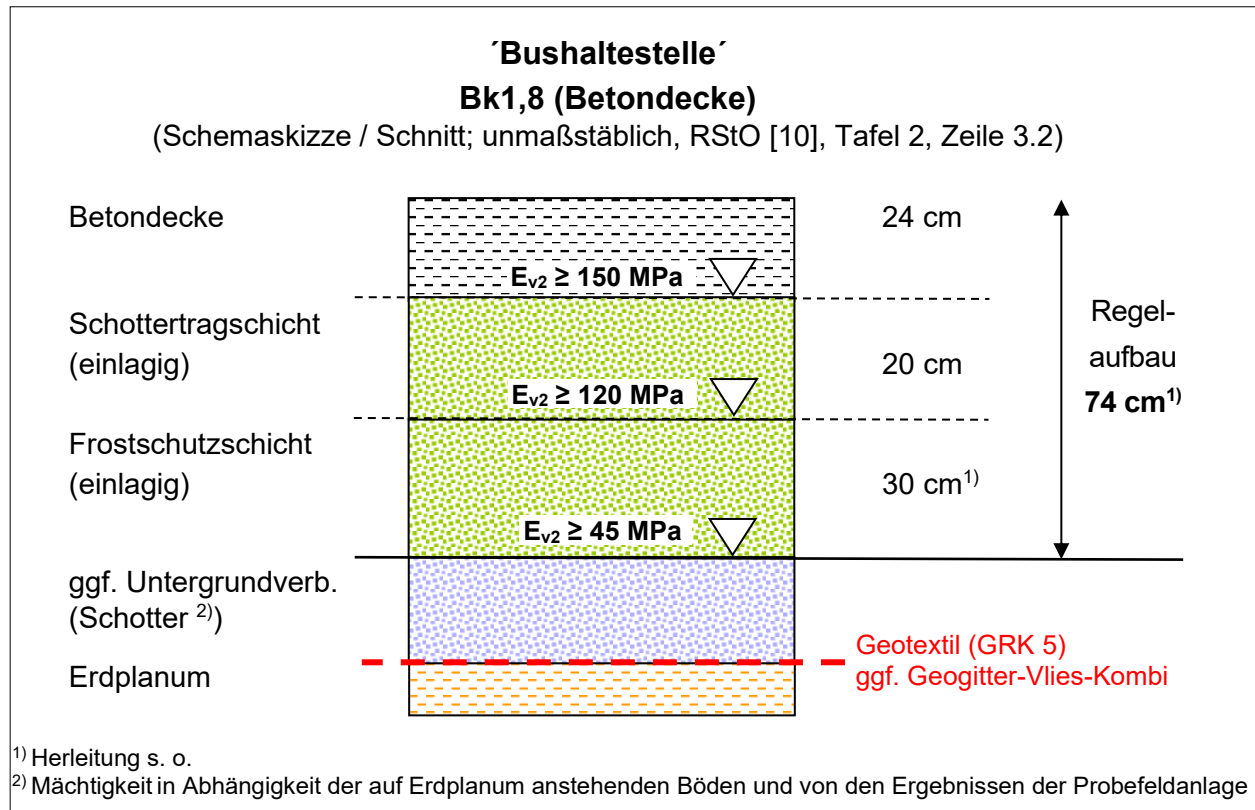 ´Bushaltestelle´
Bk1,8 (Betondecke)
(Schemaskizze / Schnitt; unmaßstäblich, RStO [10], Tafel 2, Zeile 3.2)
Betondecke
24 cm
E_v2 ≥ 150 MPa
Schottertragschicht
(einlagig)
20 cm
Regel-
aufbau
74 cm¹⁾
E_v2 ≥ 120 MPa
Frostschutzschicht
(einlagig)
30 cm¹⁾
E_v2 ≥ 45 MPa
ggf. Untergrundverb.
(Schotter ²⁾)
Geotextil (GRK 5)
ggf. Geogitter-Vlies-Kombi
Erdplanum
¹⁾ Herleitung s. o.
²⁾ Mächtigkeit in Abhängigkeit der auf Erdplanum anstehenden Böden und von den Ergebnissen der Probefeldanlage